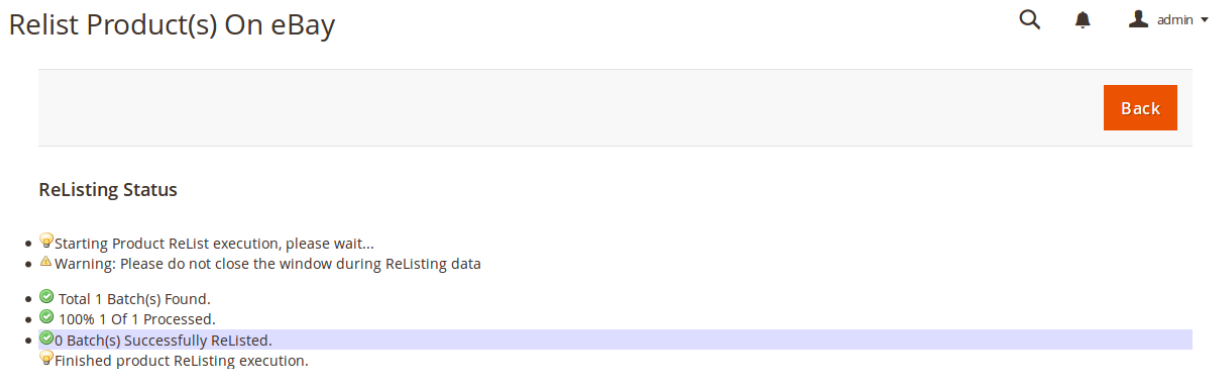 Relist Product(s) On eBay
admin
Back
ReListing Status
Starting Product ReList execution, please wait...
Warning: Please do not close the window during ReListing data
Total 1 Batch(s) Found.
100% 1 Of 1 Processed.
0 Batch(s) Successfully ReListed.
Finished product ReListing execution.